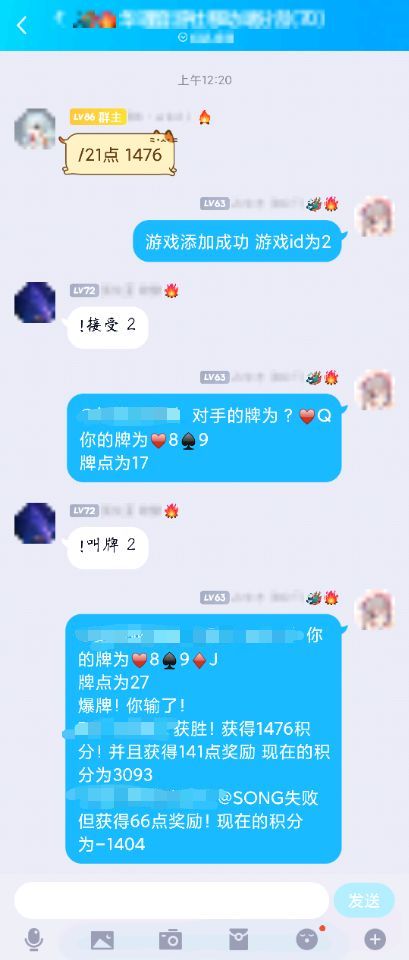 上午12:20
LV86 群主
/21点 1476
LV63
游戏添加成功 游戏id为2
LV72
!接受 2
LV63
对手的牌为 ? ♥Q
你的牌为♥8♠9
牌点为17
LV72
!叫牌 2
LV63
你
的牌为♥8♠9♦J
牌点为27
爆牌! 你输了!
获胜! 获得1476积
分! 并且获得141点奖励 现在的积
分为3093
@SONG失败
但获得66点奖励! 现在的积分
为-1404
发送